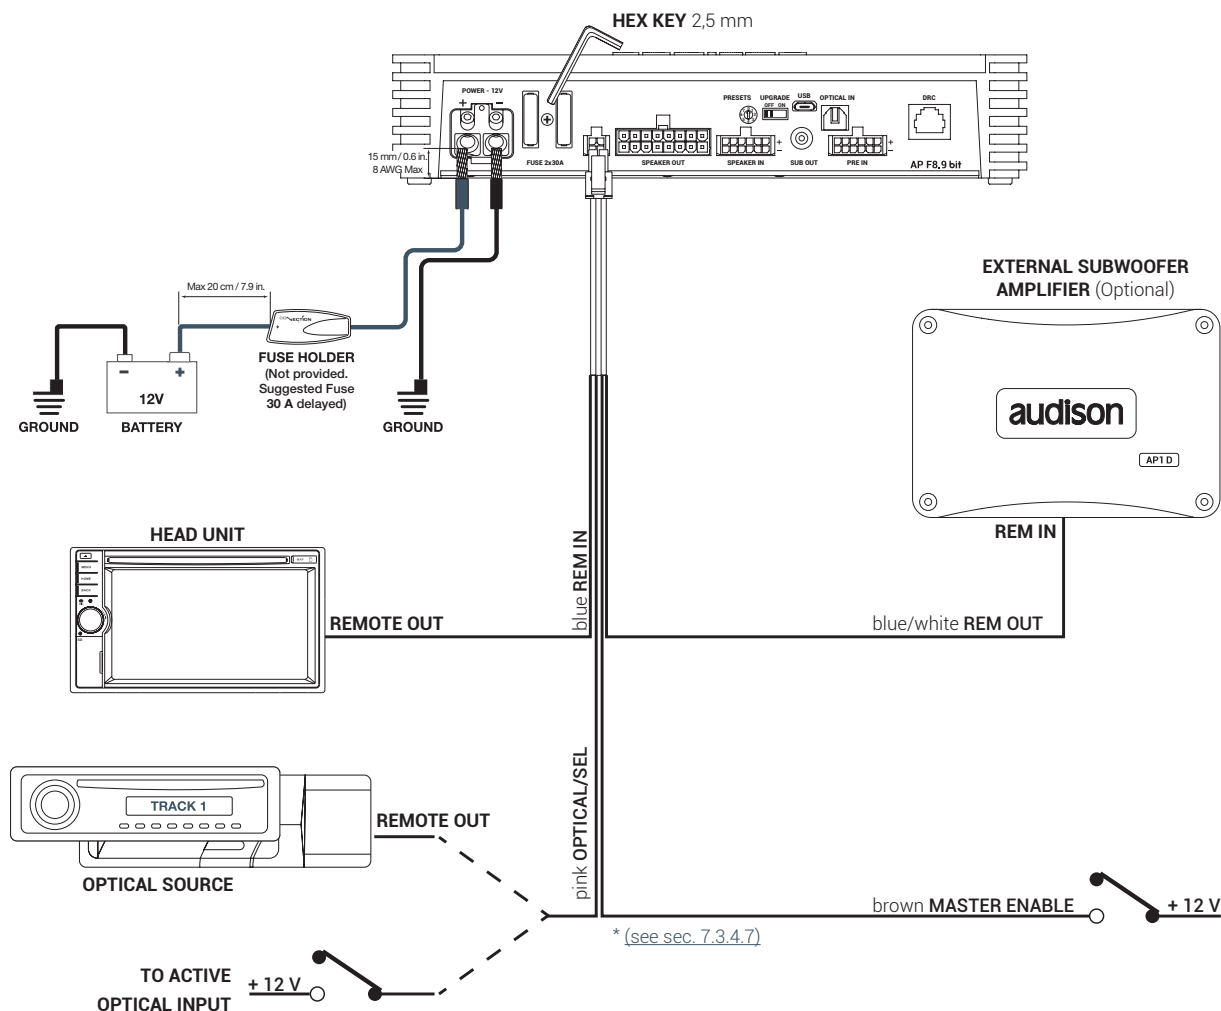 HEX KEY 2,5 mm
POWER - 12V
+ -
PRESETS
UPGRADE
OFF ON
USB
OPTICAL IN
DRC
15 mm / 0.6 in.
8 AWG Max
FUSE 2x30A
SPEAKER OUT
SPEAKER IN
+
-
SUB OUT
PRE IN
+
-
AP F8.9 bit
EXTERNAL SUBWOOFER
AMPLIFIER (Optional)
Max 20 cm / 7.9 in.
CONNECTION
FUSE HOLDER
(Not provided.
Suggested Fuse
30 A delayed)
- +
12V
GROUND
BATTERY
GROUND
audison
AP1 D
REM IN
HEAD UNIT
MENU
HOME
BACK
REMOTE OUT
blue REM IN
blue/white REM OUT
TRACK 1
REMOTE OUT
OPTICAL SOURCE
pink OPTICAL/SEL
brown MASTER ENABLE
+ 12 V
* (see sec. 7.3.4.7)
TO ACTIVE
OPTICAL INPUT
+ 12 V